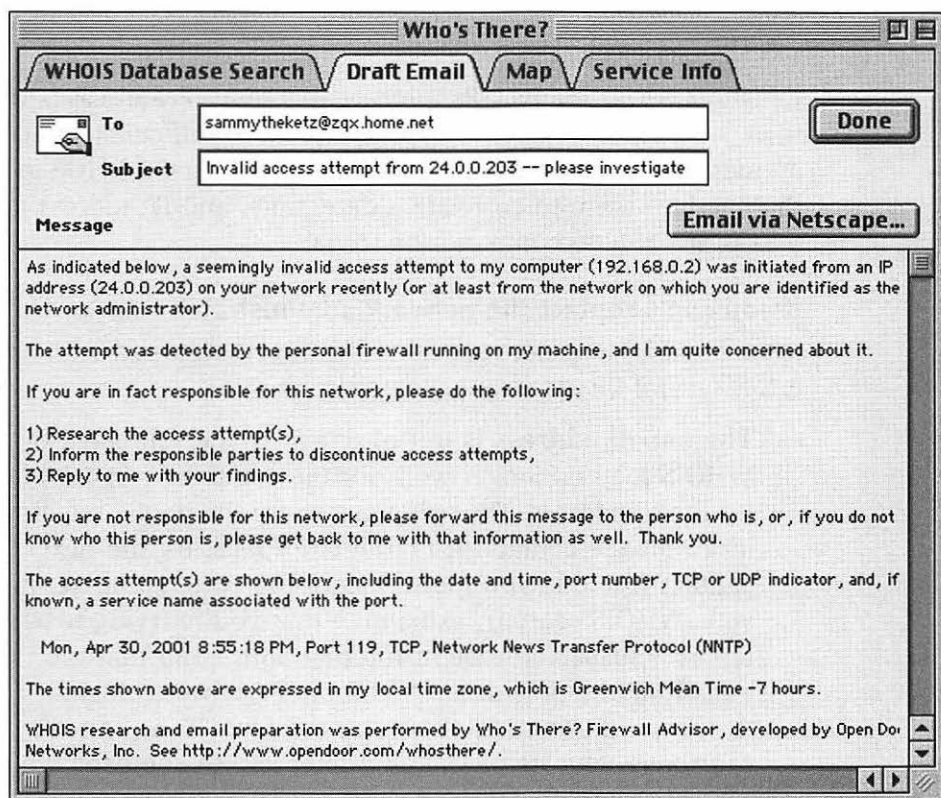 Who's There?
WHOIS Database Search Draft Email Map Service Info
To sammytheketz@zqx.home.net Done
Subject Invalid access attempt from 24.0.0.203 -- please investigate
Message Email via Netscape...
As indicated below, a seemingly invalid access attempt to my computer (192.168.0.2) was initiated from an IP
address (24.0.0.203) on your network recently (or at least from the network on which you are identified as the
network administrator).
The attempt was detected by the personal firewall running on my machine, and I am quite concerned about it.
If you are in fact responsible for this network, please do the following:
1) Research the access attempt(s),
2) Inform the responsible parties to discontinue access attempts,
3) Reply to me with your findings.
If you are not responsible for this network, please forward this message to the person who is, or, if you do not
know who this person is, please get back to me with that information as well. Thank you.
The access attempt(s) are shown below, including the date and time, port number, TCP or UDP indicator, and, if
known, a service name associated with the port.
Mon, Apr 30, 2001 8:55:18 PM, Port 119, TCP, Network News Transfer Protocol (NNTP)
The times shown above are expressed in my local time zone, which is Greenwich Mean Time -7 hours.
WHOIS research and email preparation was performed by Who's There? Firewall Advisor, developed by Open Doo
Networks, Inc. See http://www.opendoor.com/whosthere/.